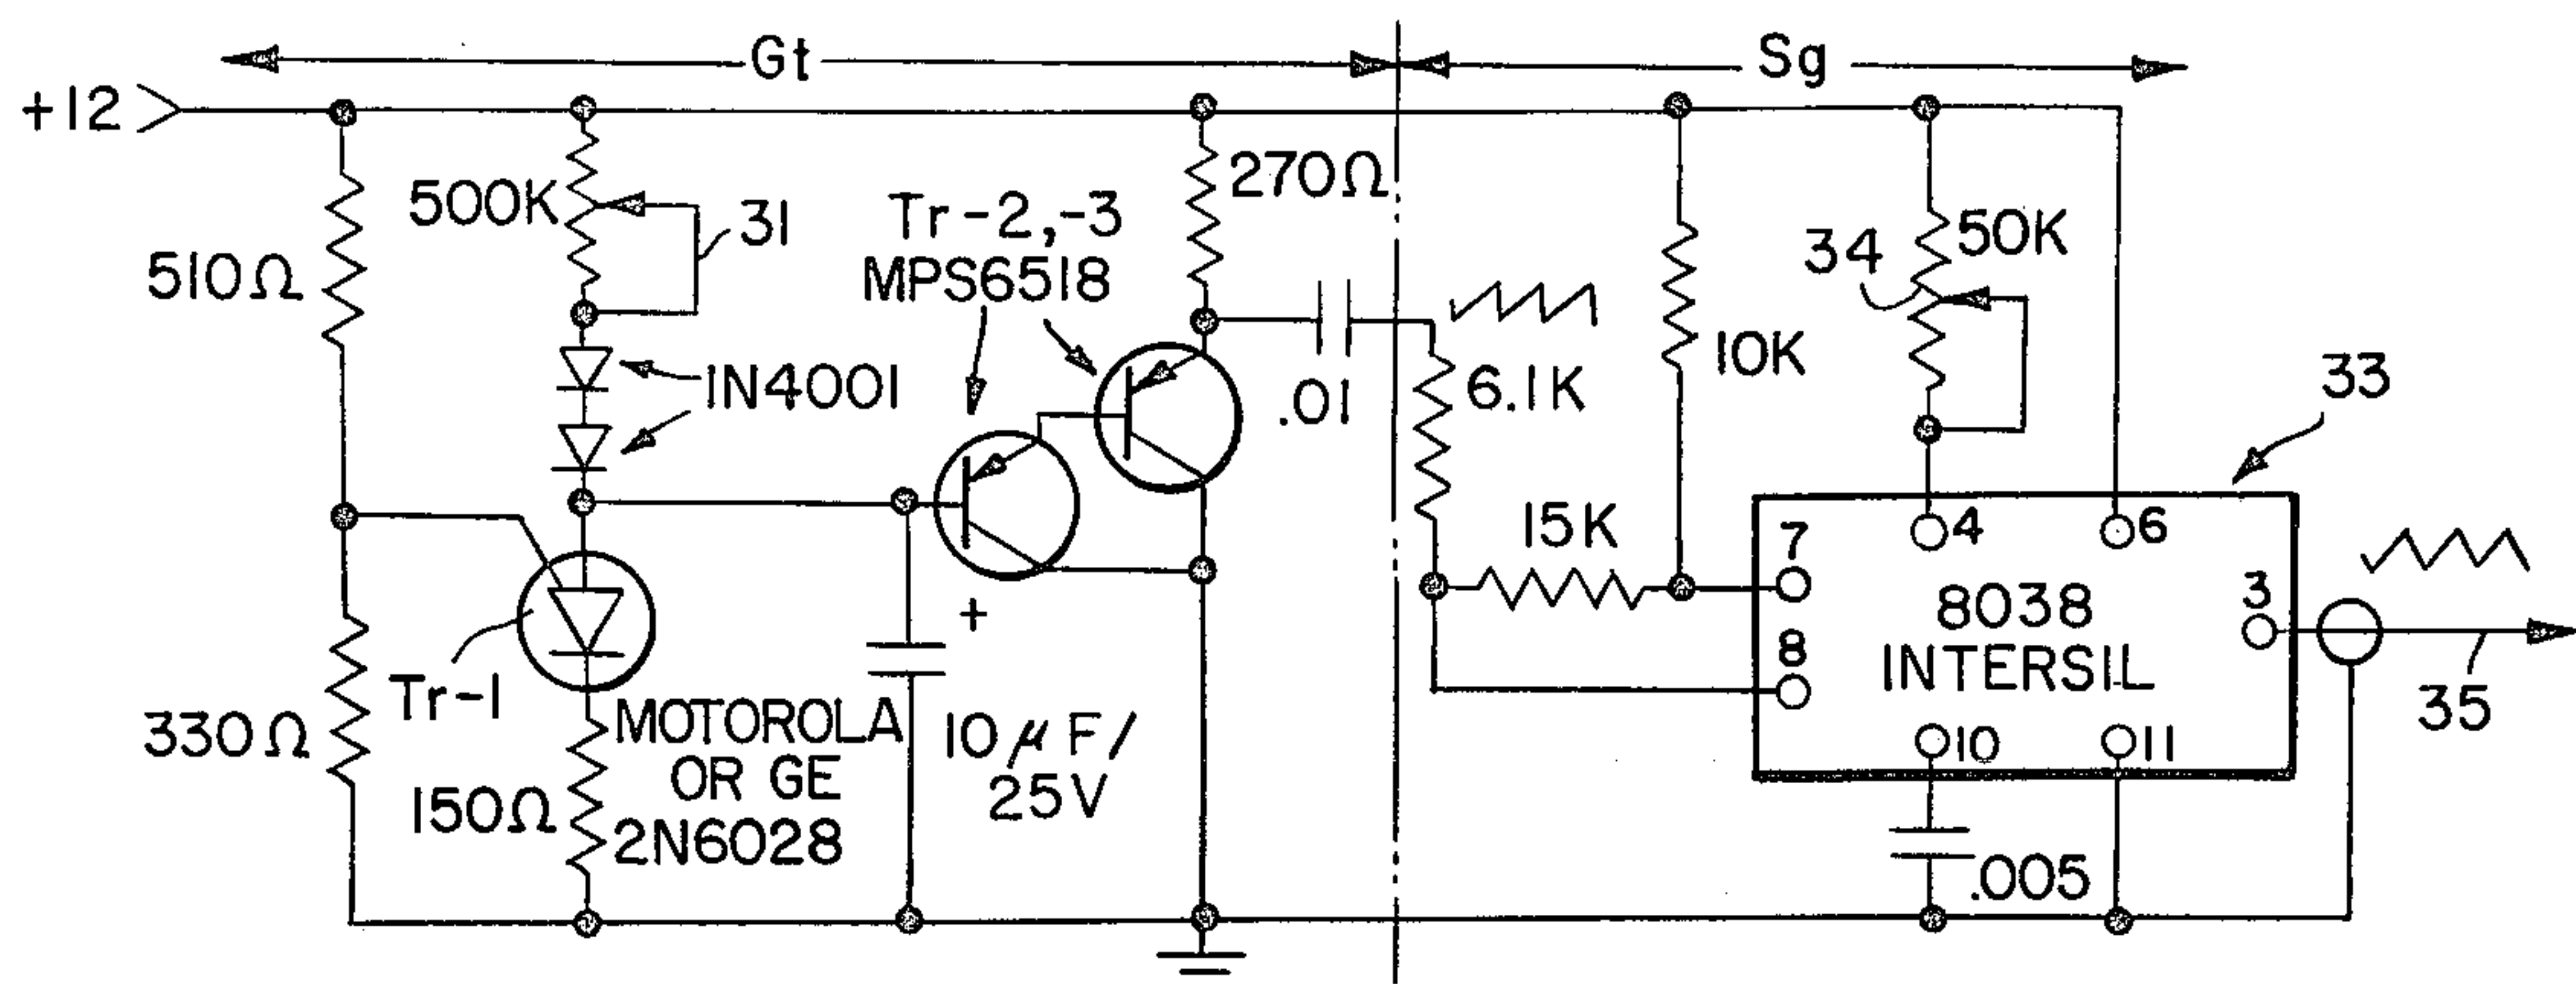 Gt
Sg
+12
500K
31
510Ω
Tr-2,-3
MPS6518
270Ω
34
50K
1N4001
.01
6.1K
10K
33
15K
7
4
6
8
8038
INTERSIL
3
35
10
11
+
Tr-1
330Ω
150Ω
MOTOROLA
OR GE
2N6028
10μF/
25V
.005